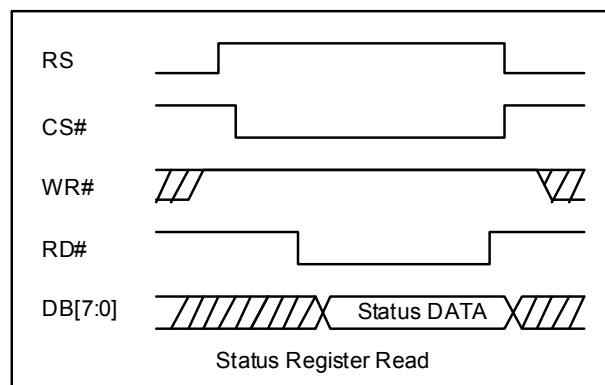 RS
CS#
WR#
RD#
DB[7:0]
Status DATA
Status Register Read